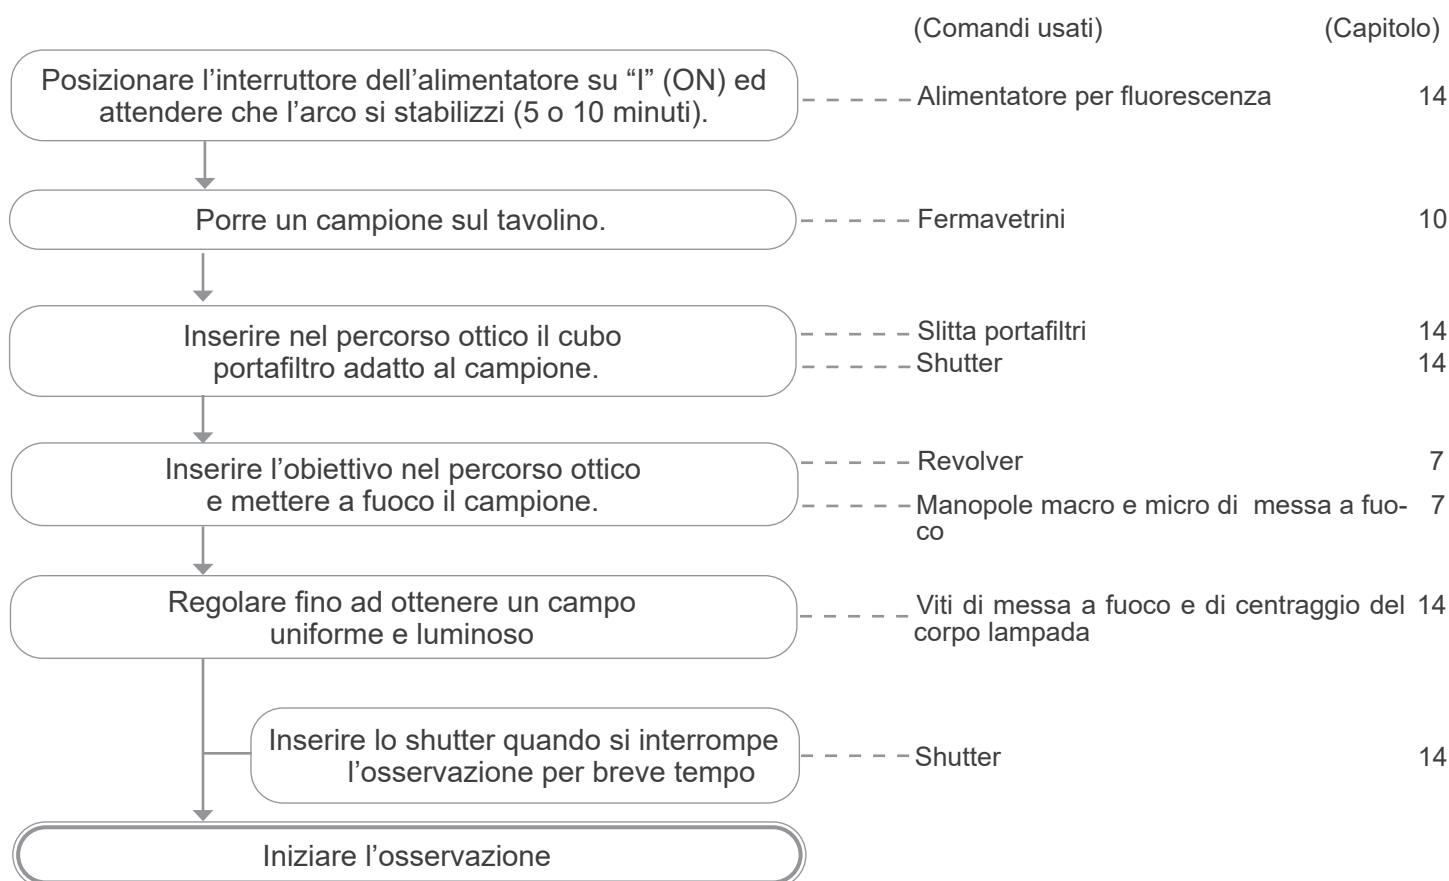 (Comandi usati) (Capitolo)
Posizionare l’interruttore dell’alimentatore su “I” (ON) ed
attendere che l’arco si stabilizzi (5 o 10 minuti).
Alimentatore per fluorescenza 14
Porre un campione sul tavolino.
Fermavetrini 10
Inserire nel percorso ottico il cubo
portafiltro adatto al campione.
Slitta portafiltri 14
Shutter 14
Inserire l’obiettivo nel percorso ottico
e mettere a fuoco il campione.
Revolver 7
Manopole macro e micro di messa a fuo- 7
co
Regolare fino ad ottenere un campo
uniforme e luminoso
Viti di messa a fuoco e di centraggio del 14
corpo lampada
Inserire lo shutter quando si interrompe
l’osservazione per breve tempo
Shutter 14
Iniziare l’osservazione